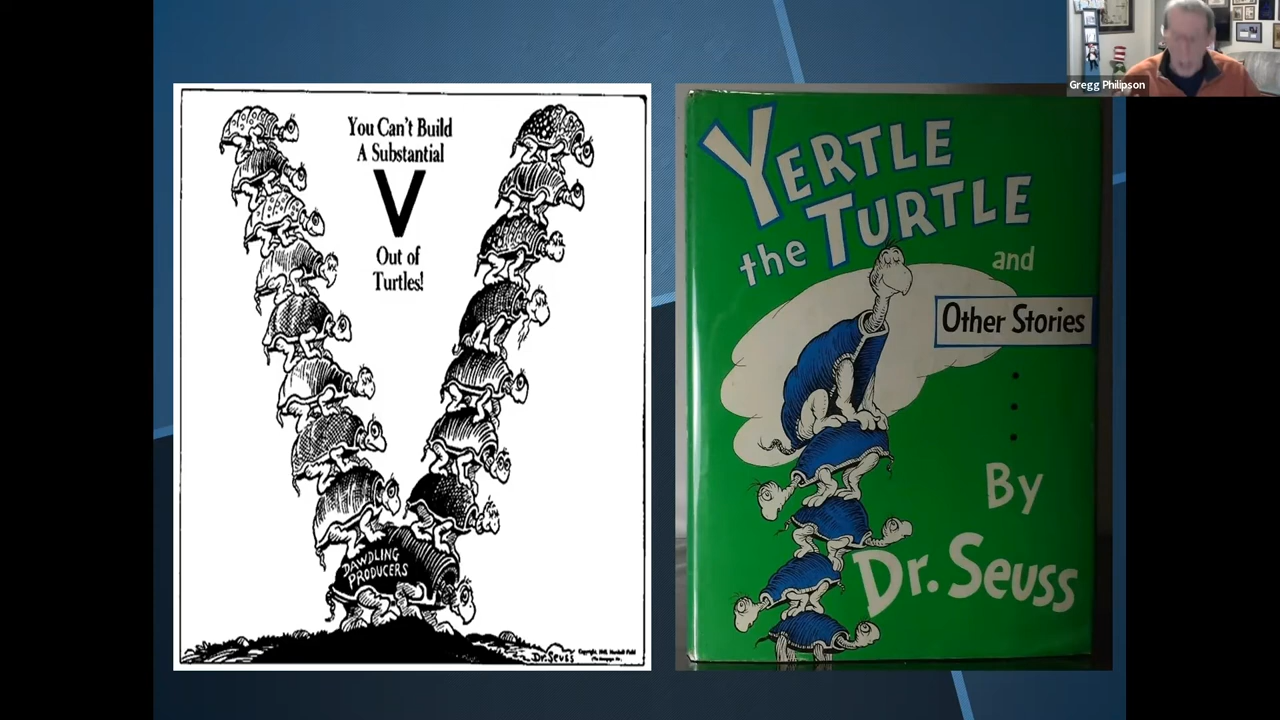 You Can't Build
A Substantial
V
Out of
Turtles!
DAWDLING
PRODUCERS
Dr. Seuss
YERTLE
the TURTLE
and
Other Stories
By
Dr. Seuss
Gregg Philipson